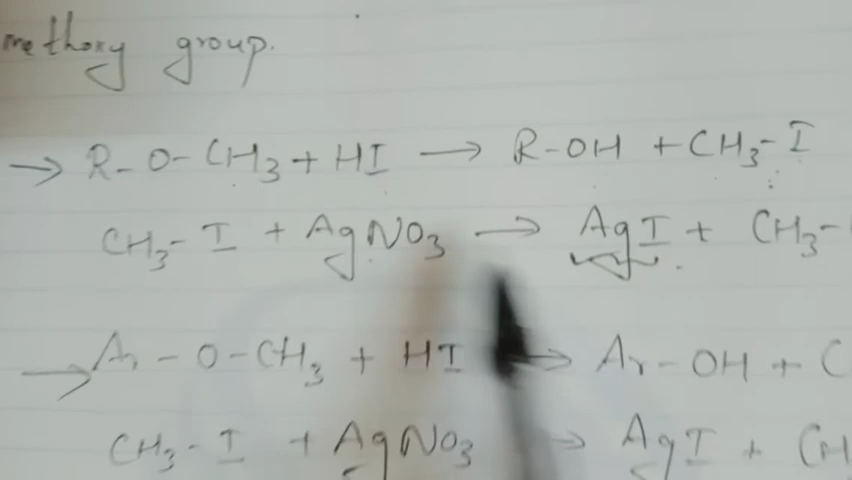 methoxy group.
→ R-O-CH3 + HI → R-OH + CH3-I
CH3-I + AgNO3 → AgI + CH3-
→ Ar-O-CH3 + HI → Ar-OH + C
CH3-I + AgNO3 → AgI + CH